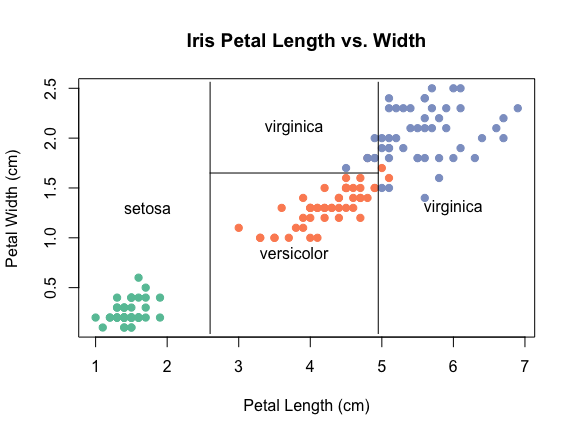 Iris Petal Length vs. Width
Petal Width (cm)
2.5
2.0
1.5
1.0
0.5
virginica
setosa
virginica
versicolor
1 2 3 4 5 6 7
Petal Length (cm)